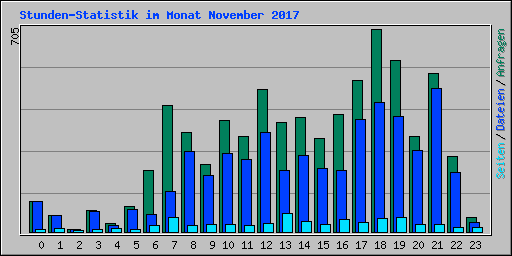 Stunden-Statistik im Monat November 2017
705
Seiten / Dateien / Anfragen
0 1 2 3 4 5 6 7 8 9 10 11 12 13 14 15 16 17 18 19 20 21 22 23